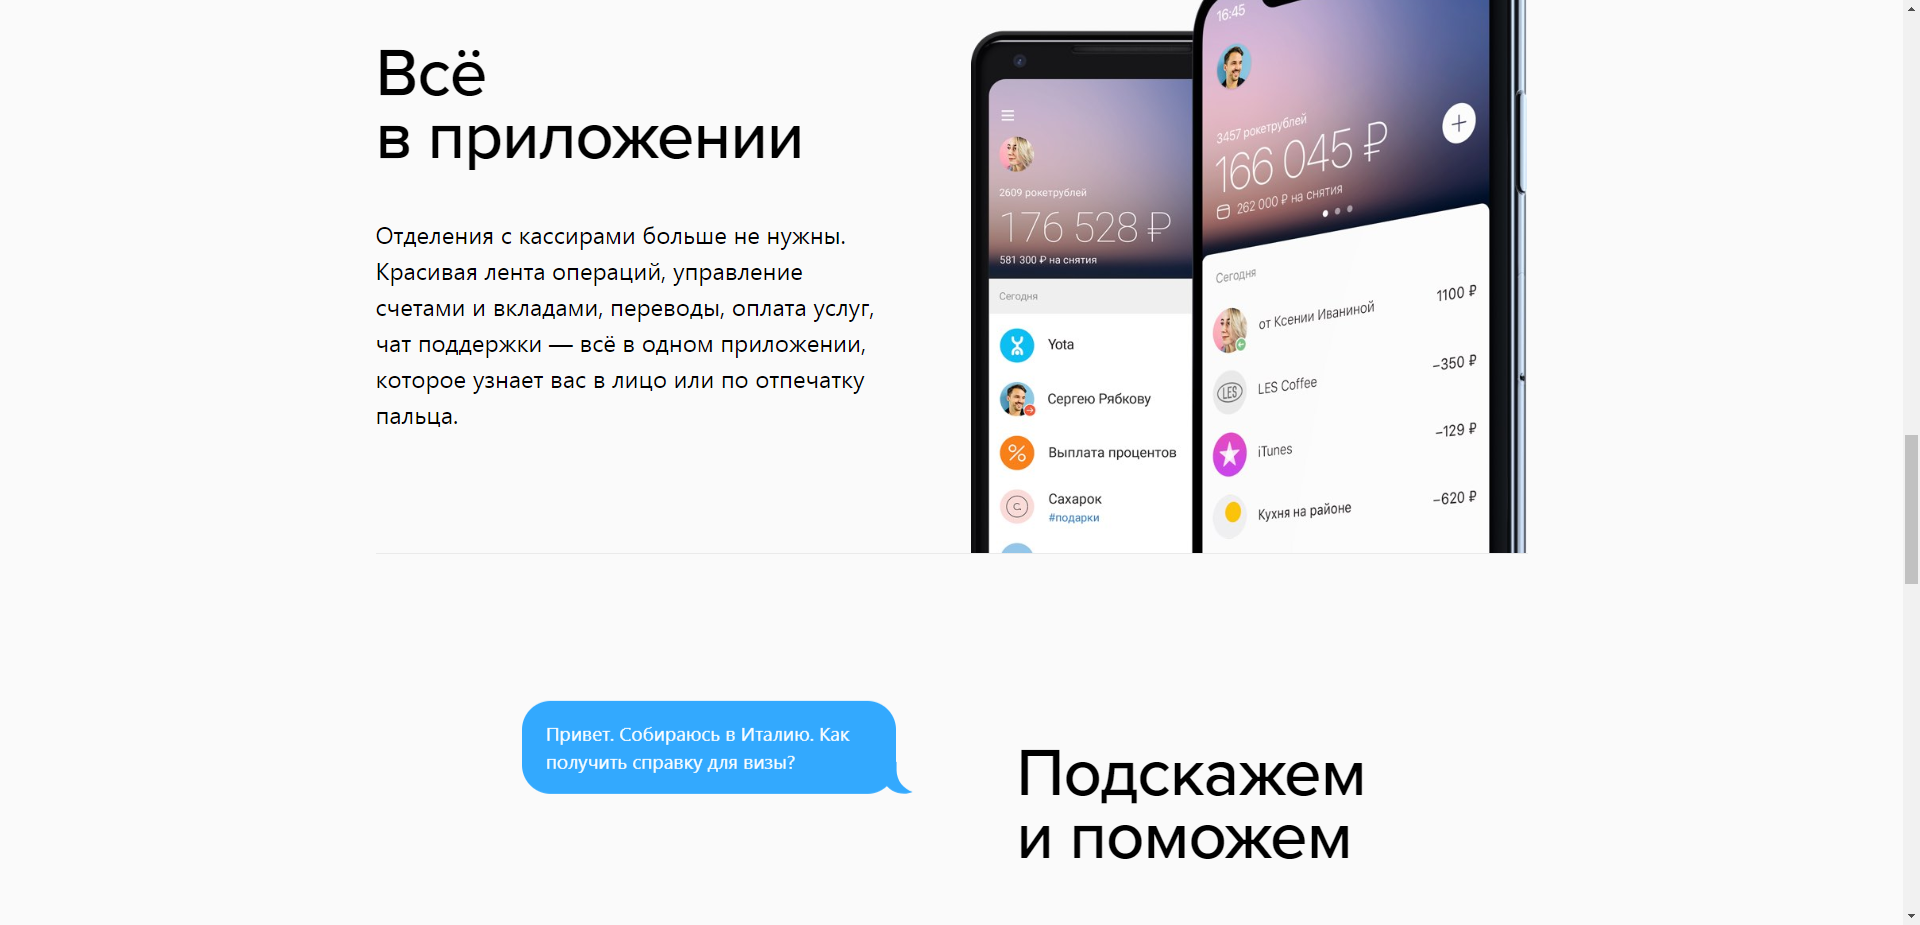 Всё
в приложении
Отделения с кассирами больше не нужны.
Красивая лента операций, управление
счетами и вкладами, переводы, оплата услуг,
чат поддержки — всё в одном приложении,
которое узнает вас в лицо или по отпечатку
пальца.
2609 рокетрублей
176 528 ₽
581 300 ₽ на снятия
Сегодня
Yota
Сергею Рябкову
%
Выплата процентов
Сахарок
#подарки
16:45
3457 рокетрублей
166 045 ₽
262 000 ₽ на снятия
Сегодня
от Ксении Иваниной 1100 ₽
LES
LES Coffee –350 ₽
iTunes –129 ₽
Кухня на районе –620 ₽
Привет. Собираюсь в Италию. Как
получить справку для визы?
Подскажем
и поможем